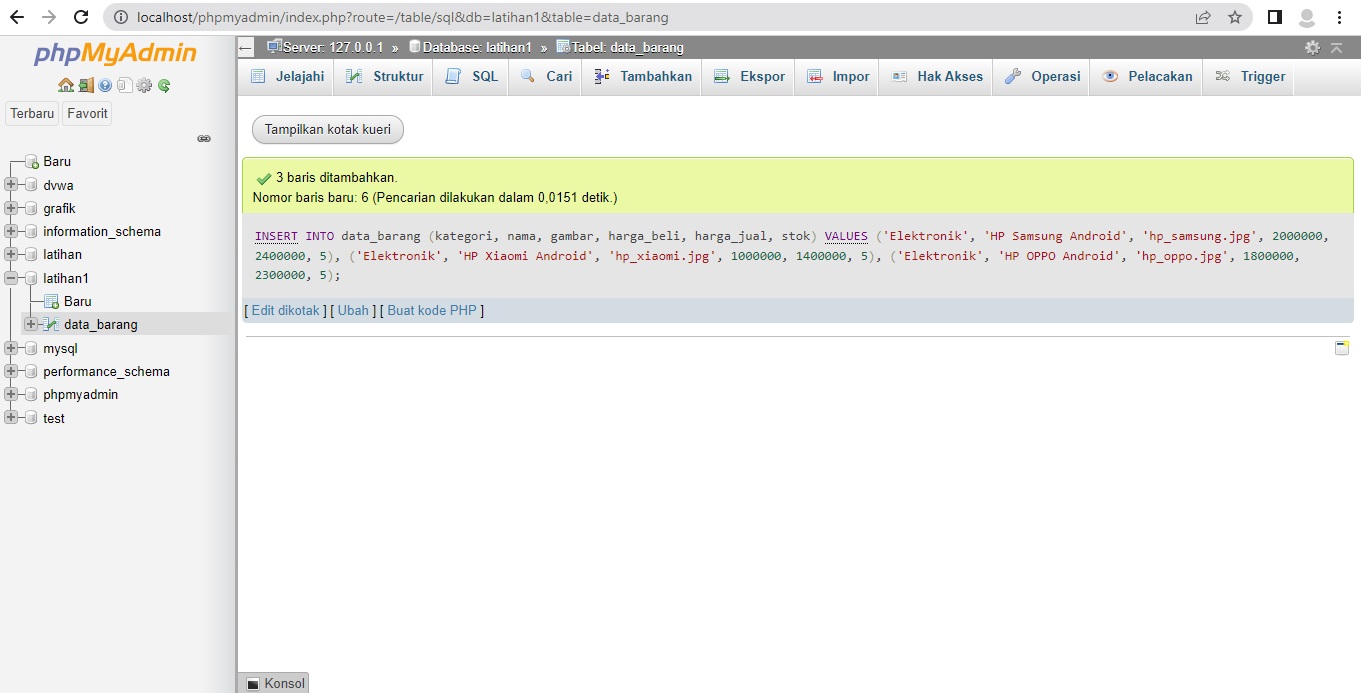 localhost/phpmyadmin/index.php?route=/table/sql&db=latihan1&table=data_barang
phpMyAdmin
Terbaru Favorit
Baru
dvwa
grafik
information_schema
latihan
latihan1
Baru
data_barang
mysql
performance_schema
phpmyadmin
test
Server: 127.0.0.1 » Database: latihan1 » Tabel: data_barang
Jelajahi Struktur SQL Cari Tambahkan Ekspor Impor Hak Akses Operasi Pelacakan Trigger
Tampilkan kotak kueri
3 baris ditambahkan.
Nomor baris baru: 6 (Pencarian dilakukan dalam 0,0151 detik.)
INSERT INTO data_barang (kategori, nama, gambar, harga_beli, harga_jual, stok) VALUES ('Elektronik', 'HP Samsung Android', 'hp_samsung.jpg', 2000000,
2400000, 5), ('Elektronik', 'HP Xiaomi Android', 'hp_xiaomi.jpg', 1000000, 1400000, 5), ('Elektronik', 'HP OPPO Android', 'hp_oppo.jpg', 1800000,
2300000, 5);
[ Edit dikotak ] [ Ubah ] [ Buat kode PHP ]
Konsol